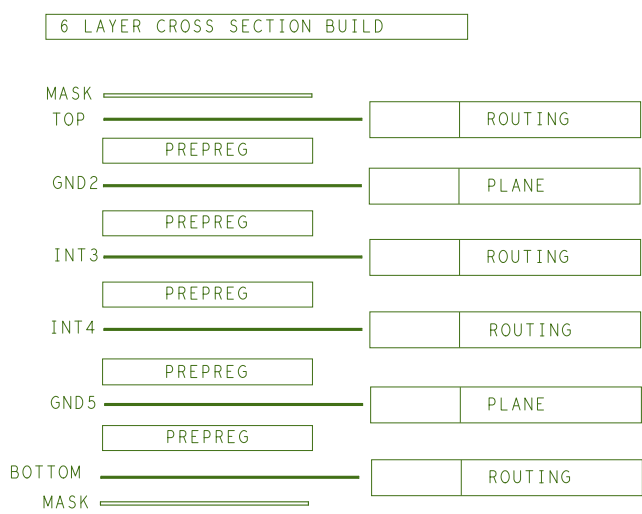 6 LAYER CROSS SECTION BUILD
MASK
TOP ROUTING
PREPREG
GND2 PLANE
PREPREG
INT3 ROUTING
PREPREG
INT4 ROUTING
PREPREG
GND5 PLANE
PREPREG
BOTTOM ROUTING
MASK